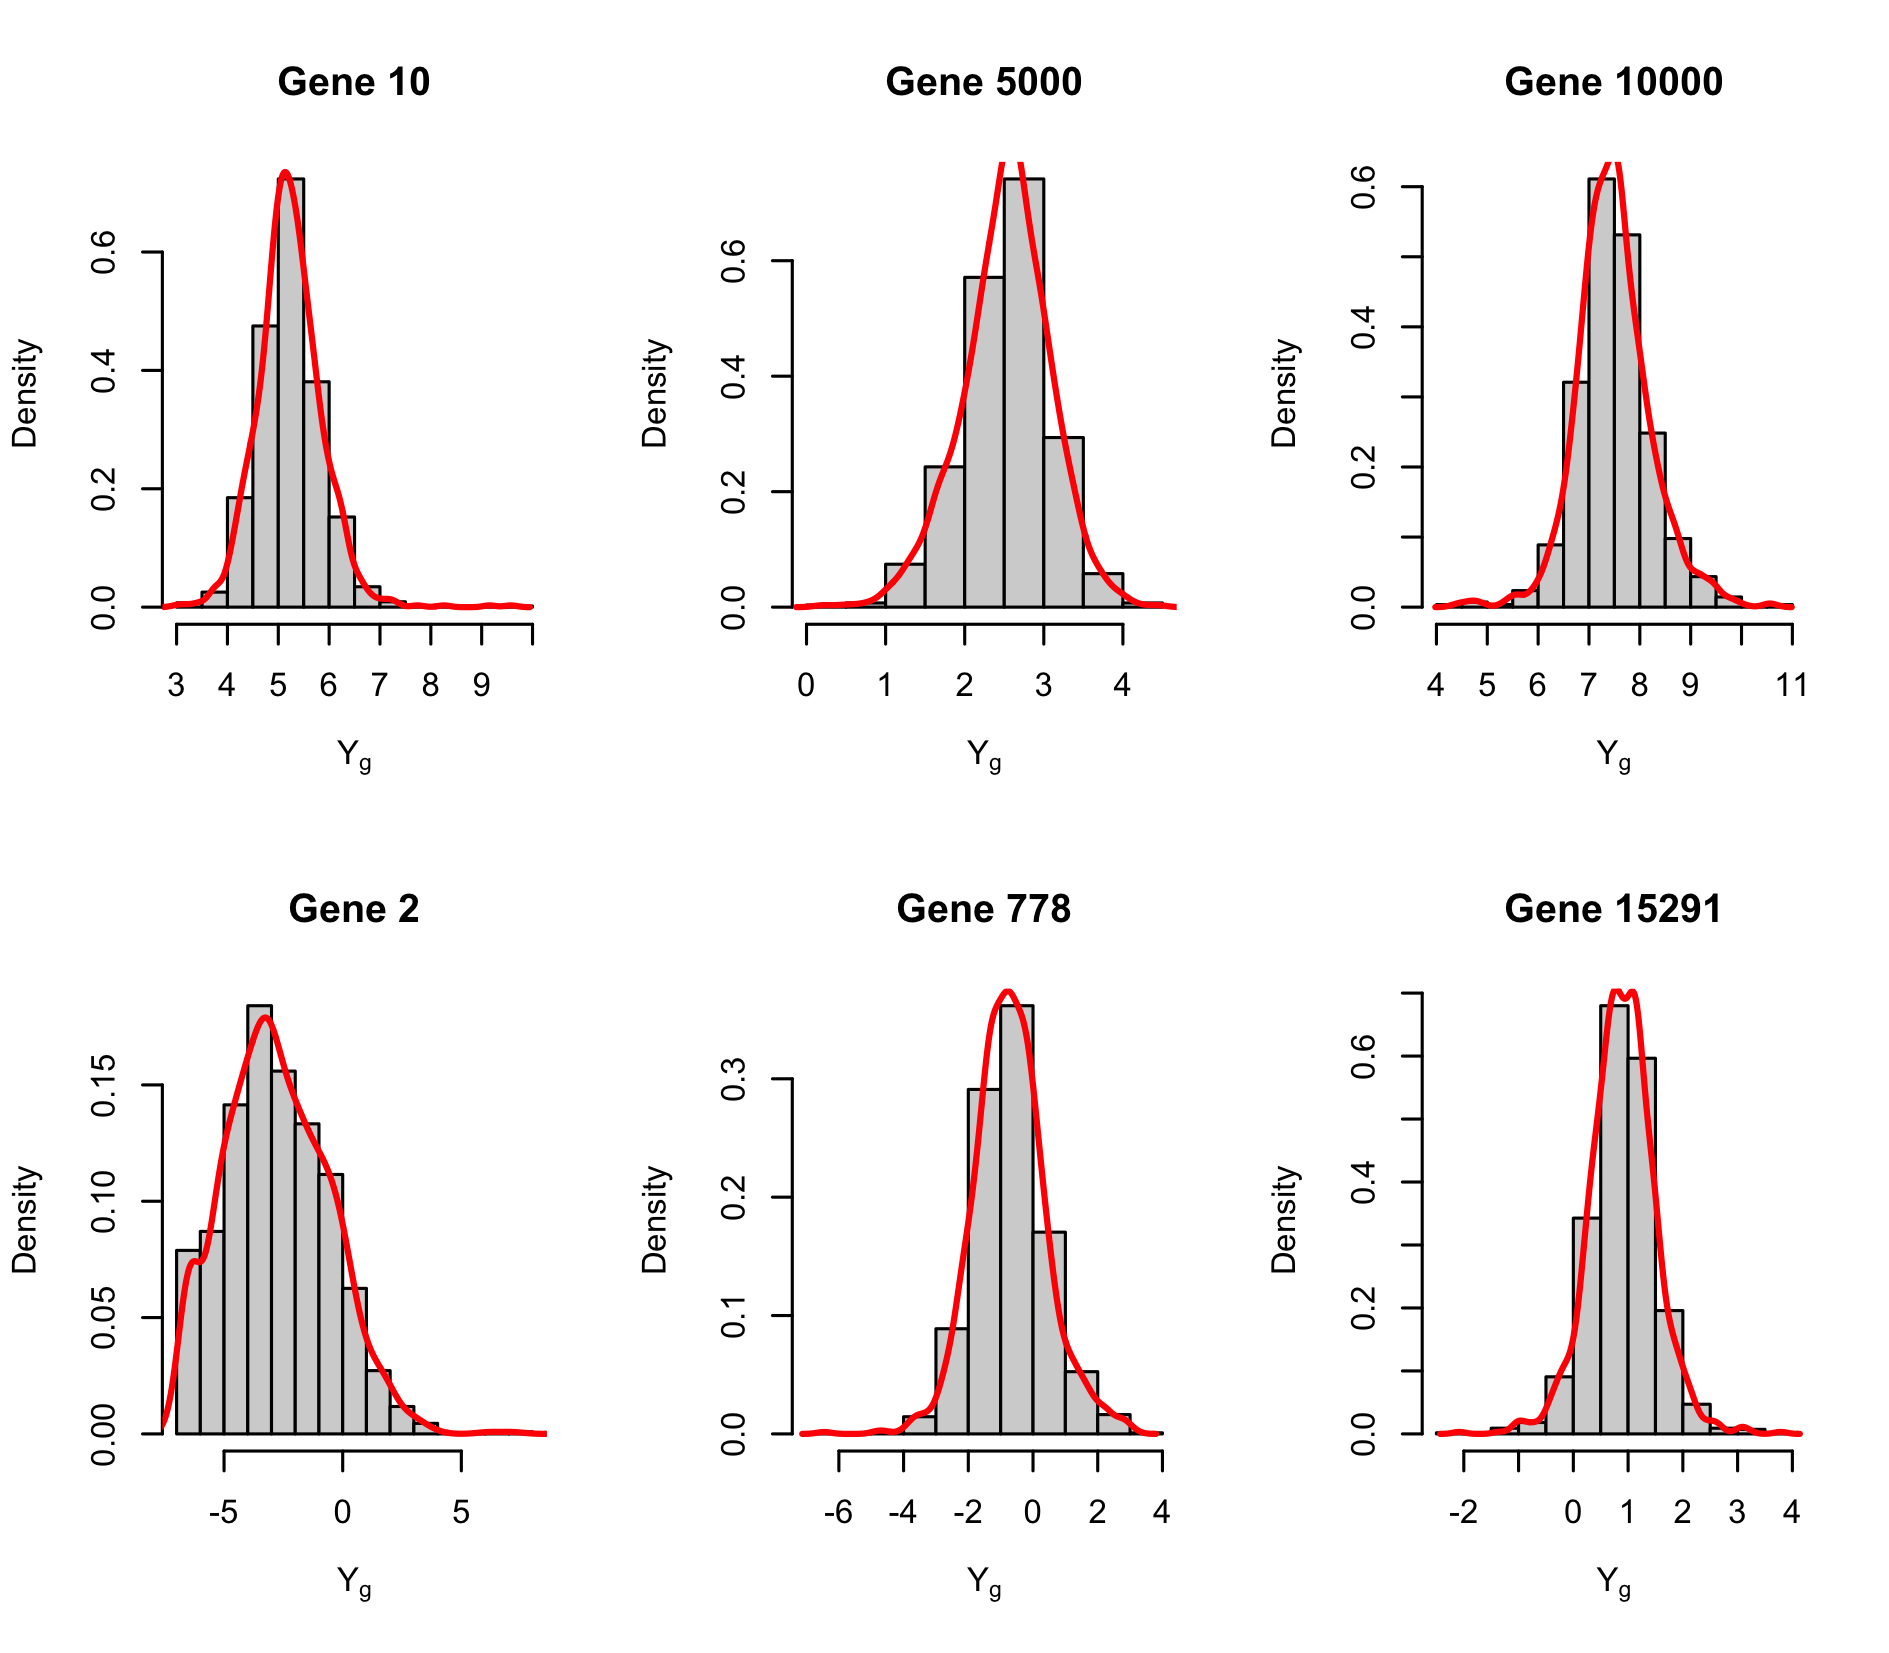 Gene 10
Density
0.0 0.2 0.4 0.6
3 4 5 6 7 8 9
Yg
Gene 5000
Density
0.0 0.2 0.4 0.6
0 1 2 3 4
Yg
Gene 10000
Density
0.0 0.2 0.4 0.6
4 5 6 7 8 9 11
Yg
Gene 2
Density
0.00 0.05 0.10 0.15
-5 0 5
Yg
Gene 778
Density
0.0 0.1 0.2 0.3
-6 -4 -2 0 2 4
Yg
Gene 15291
Density
0.0 0.2 0.4 0.6
-2 0 1 2 3 4
Yg